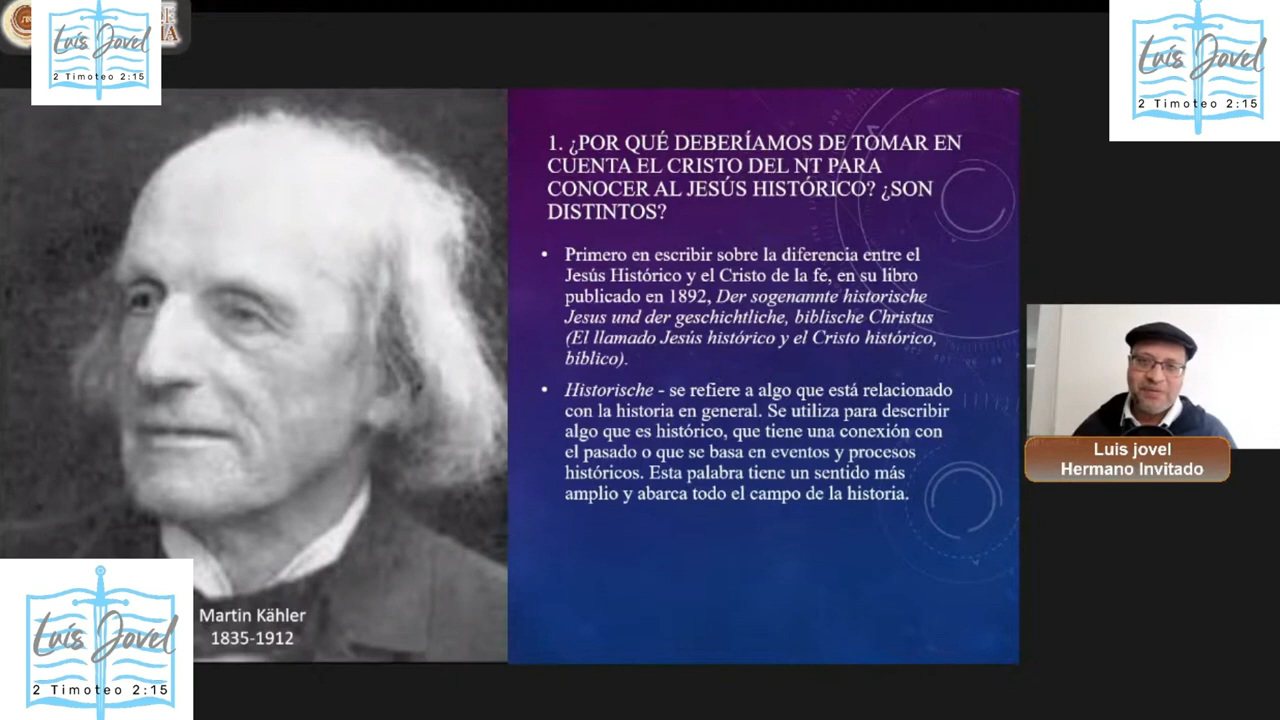 Luis Jovel
2 Timoteo 2:15
Luis Jovel
2 Timoteo 2:15
1. ¿POR QUÉ DEBERÍAMOS DE TOMAR EN
CUENTA EL CRISTO DEL NT PARA
CONOCER AL JESÚS HISTÓRICO? ¿SON
DISTINTOS?
• Primero en escribir sobre la diferencia entre el
Jesús Histórico y el Cristo de la fe, en su libro
publicado en 1892, Der sogenannte historische
Jesus und der geschichtliche, biblische Christus
(El llamado Jesús histórico y el Cristo histórico,
bíblico).
• Historische - se refiere a algo que está relacionado
con la historia en general. Se utiliza para describir
algo que es histórico, que tiene una conexión con
el pasado o que se basa en eventos y procesos
históricos. Esta palabra tiene un sentido más
amplio y abarca todo el campo de la historia.
Luis jovel
Hermano Invitado
Martin Kähler
1835-1912
Luis Jovel
2 Timoteo 2:15